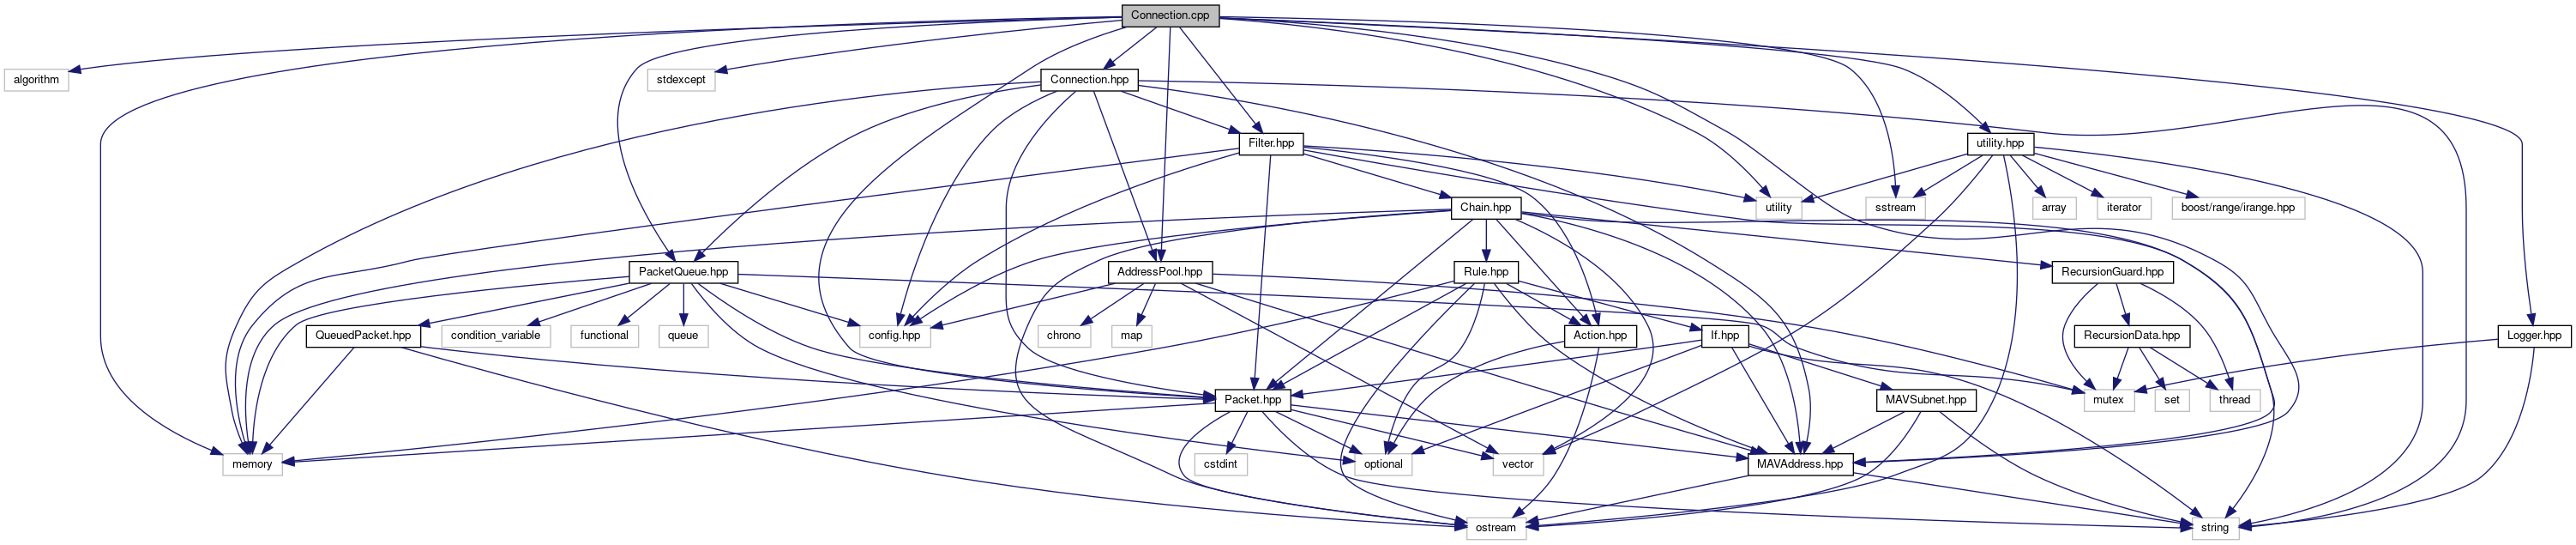 Connection.cpp
algorithm
stdexcept
Connection.hpp
Filter.hpp
utility.hpp
Chain.hpp
utility
sstream
array
iterator
boost/range/irange.hpp
PacketQueue.hpp
AddressPool.hpp
Rule.hpp
RecursionGuard.hpp
QueuedPacket.hpp
condition_variable
functional
queue
config.hpp
chrono
map
Action.hpp
If.hpp
RecursionData.hpp
Logger.hpp
Packet.hpp
MAVSubnet.hpp
mutex
set
thread
memory
cstdint
optional
vector
MAVAddress.hpp
ostream
string